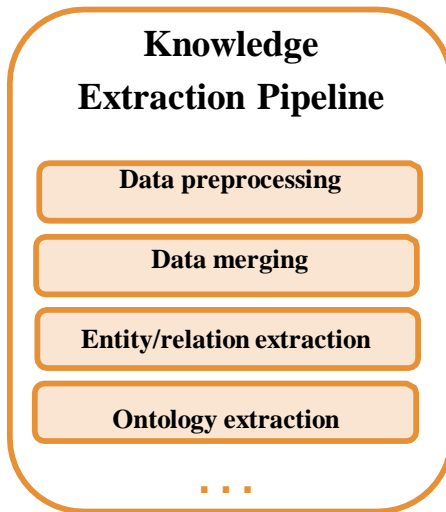 Knowledge
Extraction Pipeline
Data preprocessing
Data merging
Entity/relation extraction
Ontology extraction
. . .